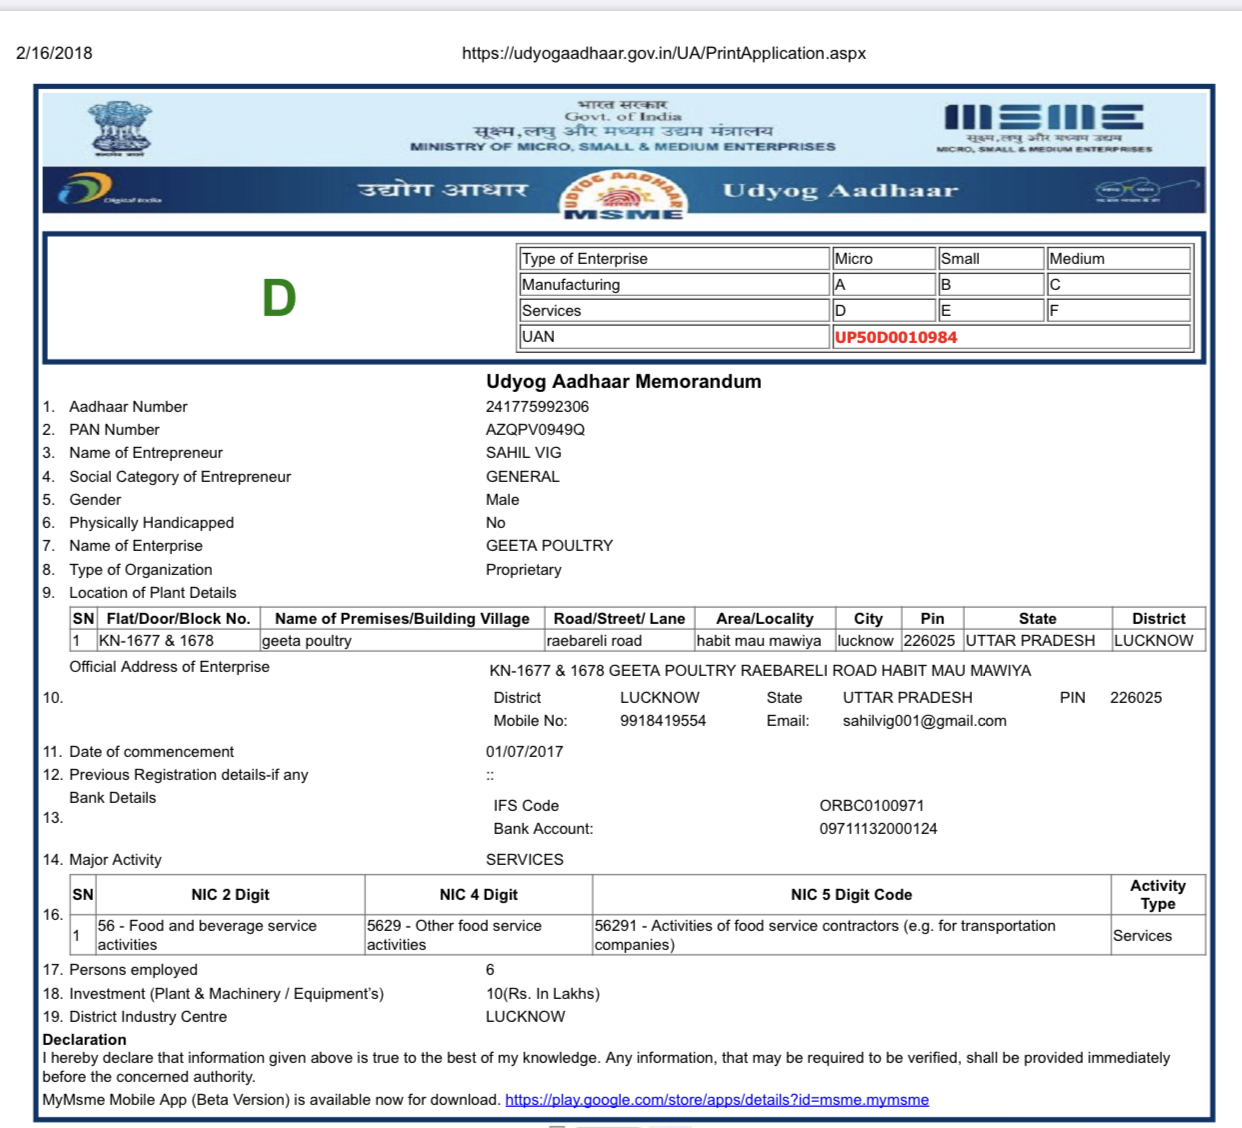 2/16/2018 https://udyogaadhaar.gov.in/UA/PrintApplication.aspx
भारत सरकार
Govt. of India
सूक्ष्म,लघु और मध्यम उद्यम मंत्रालय
MINISTRY OF MICRO, SMALL & MEDIUM ENTERPRISES
सत्यमेव जयते
msme
सूक्ष्म,लघु और मध्यम उद्यम
MICRO, SMALL & MEDIUM ENTERPRISES
Digital India
उद्योग आधार
UDYOG AADHAAR
आधार
MSME
Udyog Aadhaar
D
Type of Enterprise Micro Small Medium
Manufacturing A B C
Services D E F
UAN UP50D0010984
Udyog Aadhaar Memorandum
1. Aadhaar Number 241775992306
2. PAN Number AZQPV0949Q
3. Name of Entrepreneur SAHIL VIG
4. Social Category of Entrepreneur GENERAL
5. Gender Male
6. Physically Handicapped No
7. Name of Enterprise GEETA POULTRY
8. Type of Organization Proprietary
9. Location of Plant Details
SN Flat/Door/Block No. Name of Premises/Building Village Road/Street/ Lane Area/Locality City Pin State District
1 KN-1677 & 1678 geeta poultry raebareli road habit mau mawiya lucknow 226025 UTTAR PRADESH LUCKNOW
Official Address of Enterprise KN-1677 & 1678 GEETA POULTRY RAEBARELI ROAD HABIT MAU MAWIYA
10. District LUCKNOW State UTTAR PRADESH PIN 226025
Mobile No: 9918419554 Email: sahilvig001@gmail.com
11. Date of commencement 01/07/2017
12. Previous Registration details-if any ::
Bank Details
13. IFS Code ORBC0100971
Bank Account: 09711132000124
14. Major Activity SERVICES
16.
SN NIC 2 Digit NIC 4 Digit NIC 5 Digit Code Activity Type
1 56 - Food and beverage service activities 5629 - Other food service activities 56291 - Activities of food service contractors (e.g. for transportation companies) Services
17. Persons employed 6
18. Investment (Plant & Machinery / Equipment's) 10(Rs. In Lakhs)
19. District Industry Centre LUCKNOW
Declaration
I hereby declare that information given above is true to the best of my knowledge. Any information, that may be required to be verified, shall be provided immediately
before the concerned authority.
MyMsme Mobile App (Beta Version) is available now for download. https://play.google.com/store/apps/details?id=msme.mymsme